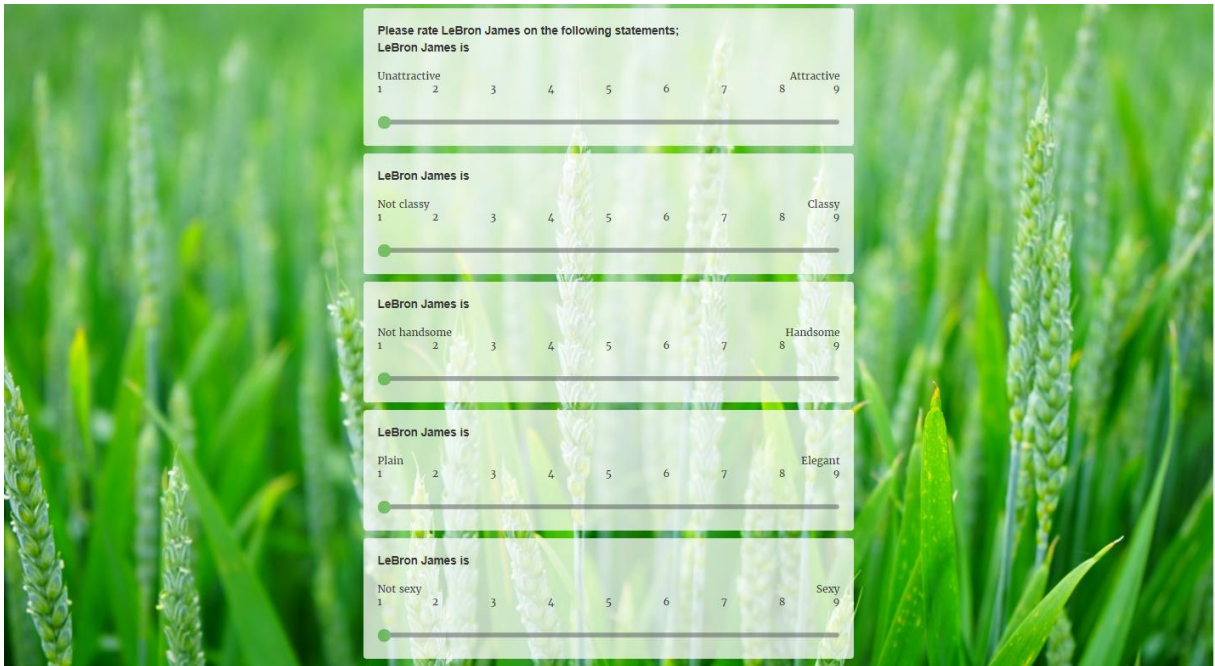 Please rate LeBron James on the following statements;
LeBron James is
Unattractive Attractive
1 2 3 4 5 6 7 8 9
LeBron James is
Not classy Classy
1 2 3 4 5 6 7 8 9
LeBron James is
Not handsome Handsome
1 2 3 4 5 6 7 8 9
LeBron James is
Plain Elegant
1 2 3 4 5 6 7 8 9
LeBron James is
Not sexy Sexy
1 2 3 4 5 6 7 8 9